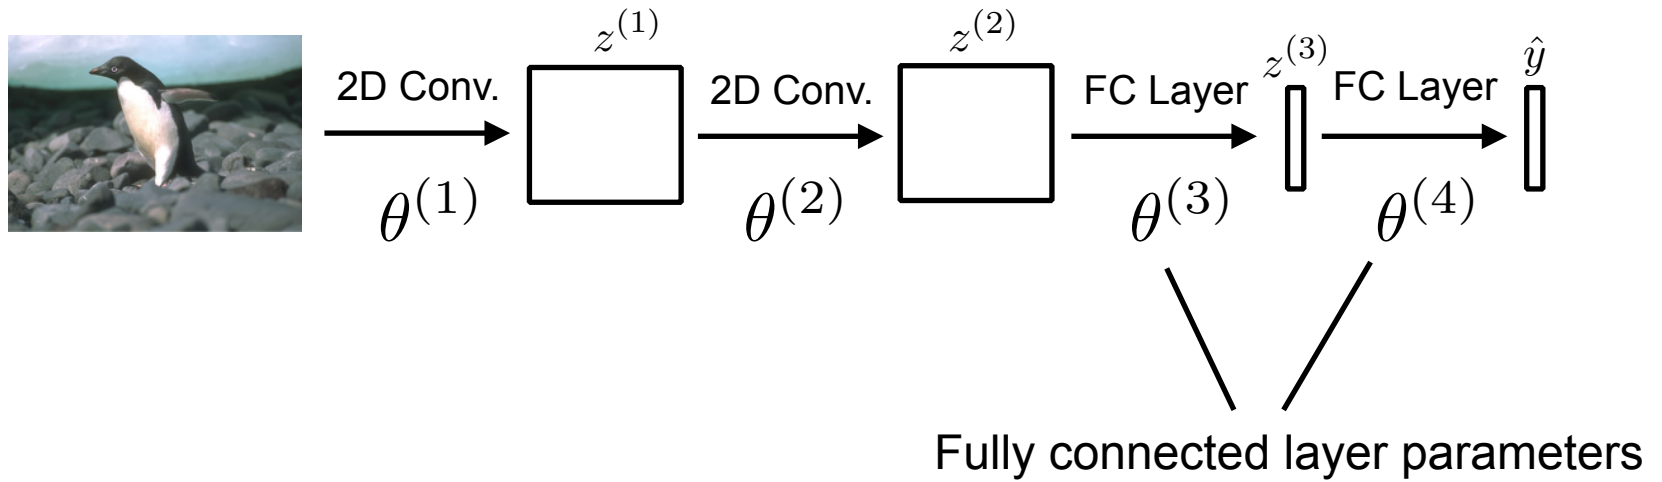 z^(1) z^(2) z^(3) ŷ
2D Conv. 2D Conv. FC Layer FC Layer
θ^(1) θ^(2) θ^(3) θ^(4)
Fully connected layer parameters